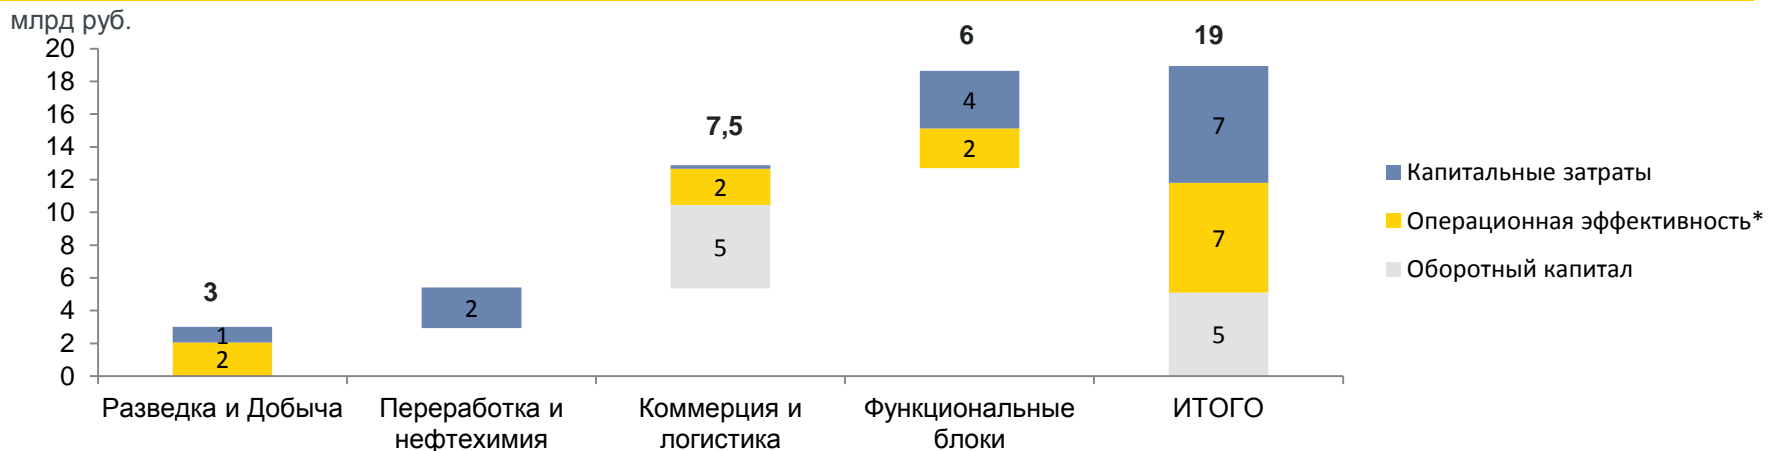 млрд руб.
20
18
16
14
12
10
8
6
4
2
0
3
1
2
2
7,5
2
5
6
4
2
19
7
7
5
Разведка и Добыча
Переработка и
нефтехимия
Коммерция и
логистика
Функциональные
блоки
ИТОГО
Капитальные затраты
Операционная эффективность*
Оборотный капитал